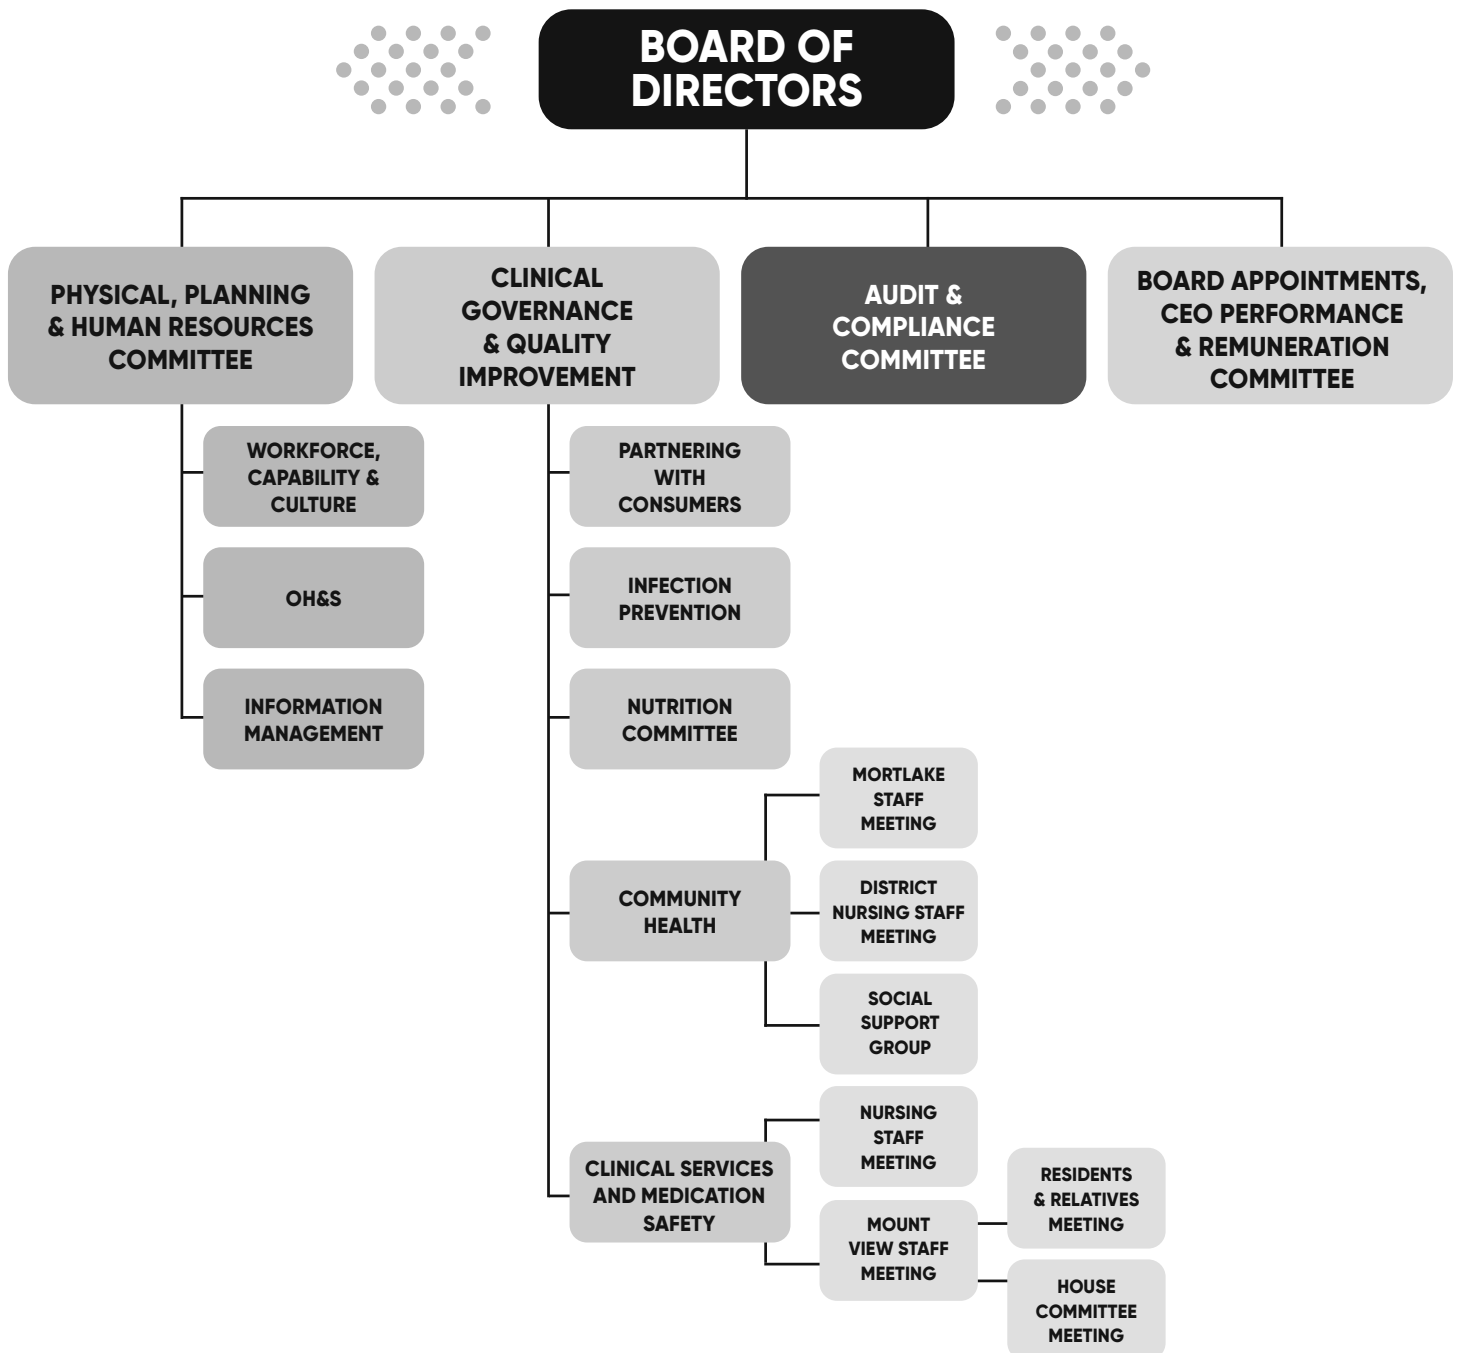 BOARD OF
DIRECTORS
PHYSICAL, PLANNING
& HUMAN RESOURCES
COMMITTEE
CLINICAL
GOVERNANCE
& QUALITY
IMPROVEMENT
AUDIT &
COMPLIANCE
COMMITTEE
BOARD APPOINTMENTS,
CEO PERFORMANCE
& REMUNERATION
COMMITTEE
WORKFORCE,
CAPABILITY &
CULTURE
OH&S
INFORMATION
MANAGEMENT
PARTNERING
WITH
CONSUMERS
INFECTION
PREVENTION
NUTRITION
COMMITTEE
COMMUNITY
HEALTH
MORTLAKE
STAFF
MEETING
DISTRICT
NURSING STAFF
MEETING
SOCIAL
SUPPORT
GROUP
CLINICAL SERVICES
AND MEDICATION
SAFETY
NURSING
STAFF
MEETING
MOUNT
VIEW STAFF
MEETING
RESIDENTS
& RELATIVES
MEETING
HOUSE
COMMITTEE
MEETING